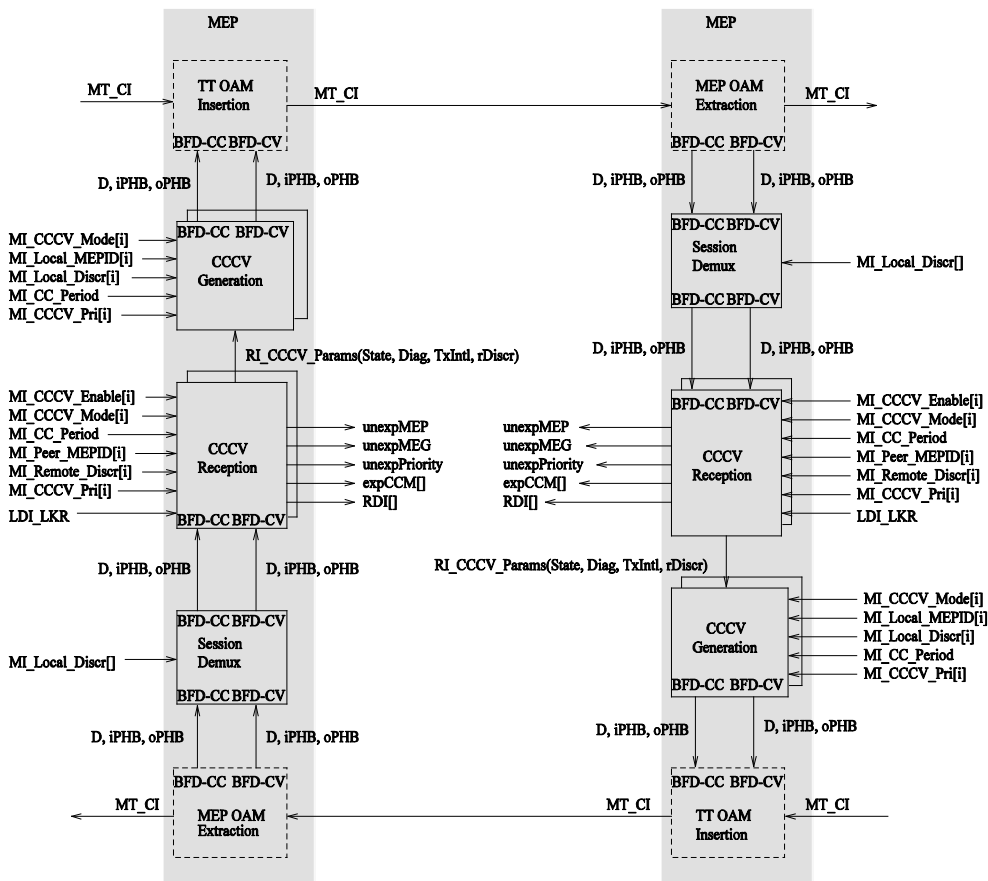 MEP
MEP
TT OAM
Insertion
BFD-CC BFD-CV
MT_CI
MT_CI
MEP OAM
Extraction
BFD-CC BFD-CV
MT_CI
D, iPHB, oPHB
D, iPHB, oPHB
D, iPHB, oPHB
D, iPHB, oPHB
BFD-CC BFD-CV
CCCV
Generation
MI_CCCV_Mode[i]
MI_Local_MEPID[i]
MI_Local_Discr[i]
MI_CC_Period
MI_CCCV_Pri[i]
BFD-CC BFD-CV
Session
Demux
BFD-CC BFD-CV
MI_Local_Discr[]
RI_CCCV_Params(State, Diag, TxIntl, rDiscr)
D, iPHB, oPHB
D, iPHB, oPHB
MI_CCCV_Enable[i]
MI_CCCV_Mode[i]
MI_CC_Period
MI_Peer_MEPID[i]
MI_Remote_Discr[i]
MI_CCCV_Pri[i]
LDI_LKR
CCCV
Reception
BFD-CC BFD-CV
unexpMEP
unexpMEG
unexpPriority
expCCM[]
RDI[]
unexpMEP
unexpMEG
unexpPriority
expCCM[]
RDI[]
BFD-CC BFD-CV
CCCV
Reception
MI_CCCV_Enable[i]
MI_CCCV_Mode[i]
MI_CC_Period
MI_Peer_MEPID[i]
MI_Remote_Discr[i]
MI_CCCV_Pri[i]
LDI_LKR
D, iPHB, oPHB
D, iPHB, oPHB
RI_CCCV_Params(State, Diag, TxIntl, rDiscr)
BFD-CC BFD-CV
Session
Demux
BFD-CC BFD-CV
MI_Local_Discr[]
CCCV
Generation
BFD-CC BFD-CV
MI_CCCV_Mode[i]
MI_Local_MEPID[i]
MI_Local_Discr[i]
MI_CC_Period
MI_CCCV_Pri[i]
D, iPHB, oPHB
D, iPHB, oPHB
D, iPHB, oPHB
D, iPHB, oPHB
BFD-CC BFD-CV
MEP OAM
Extraction
MT_CI
MT_CI
BFD-CC BFD-CV
TT OAM
Insertion
MT_CI